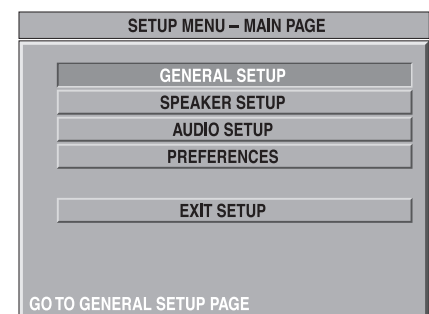 SETUP MENU – MAIN PAGE
GENERAL SETUP
SPEAKER SETUP
AUDIO SETUP
PREFERENCES
EXIT SETUP
GO TO GENERAL SETUP PAGE